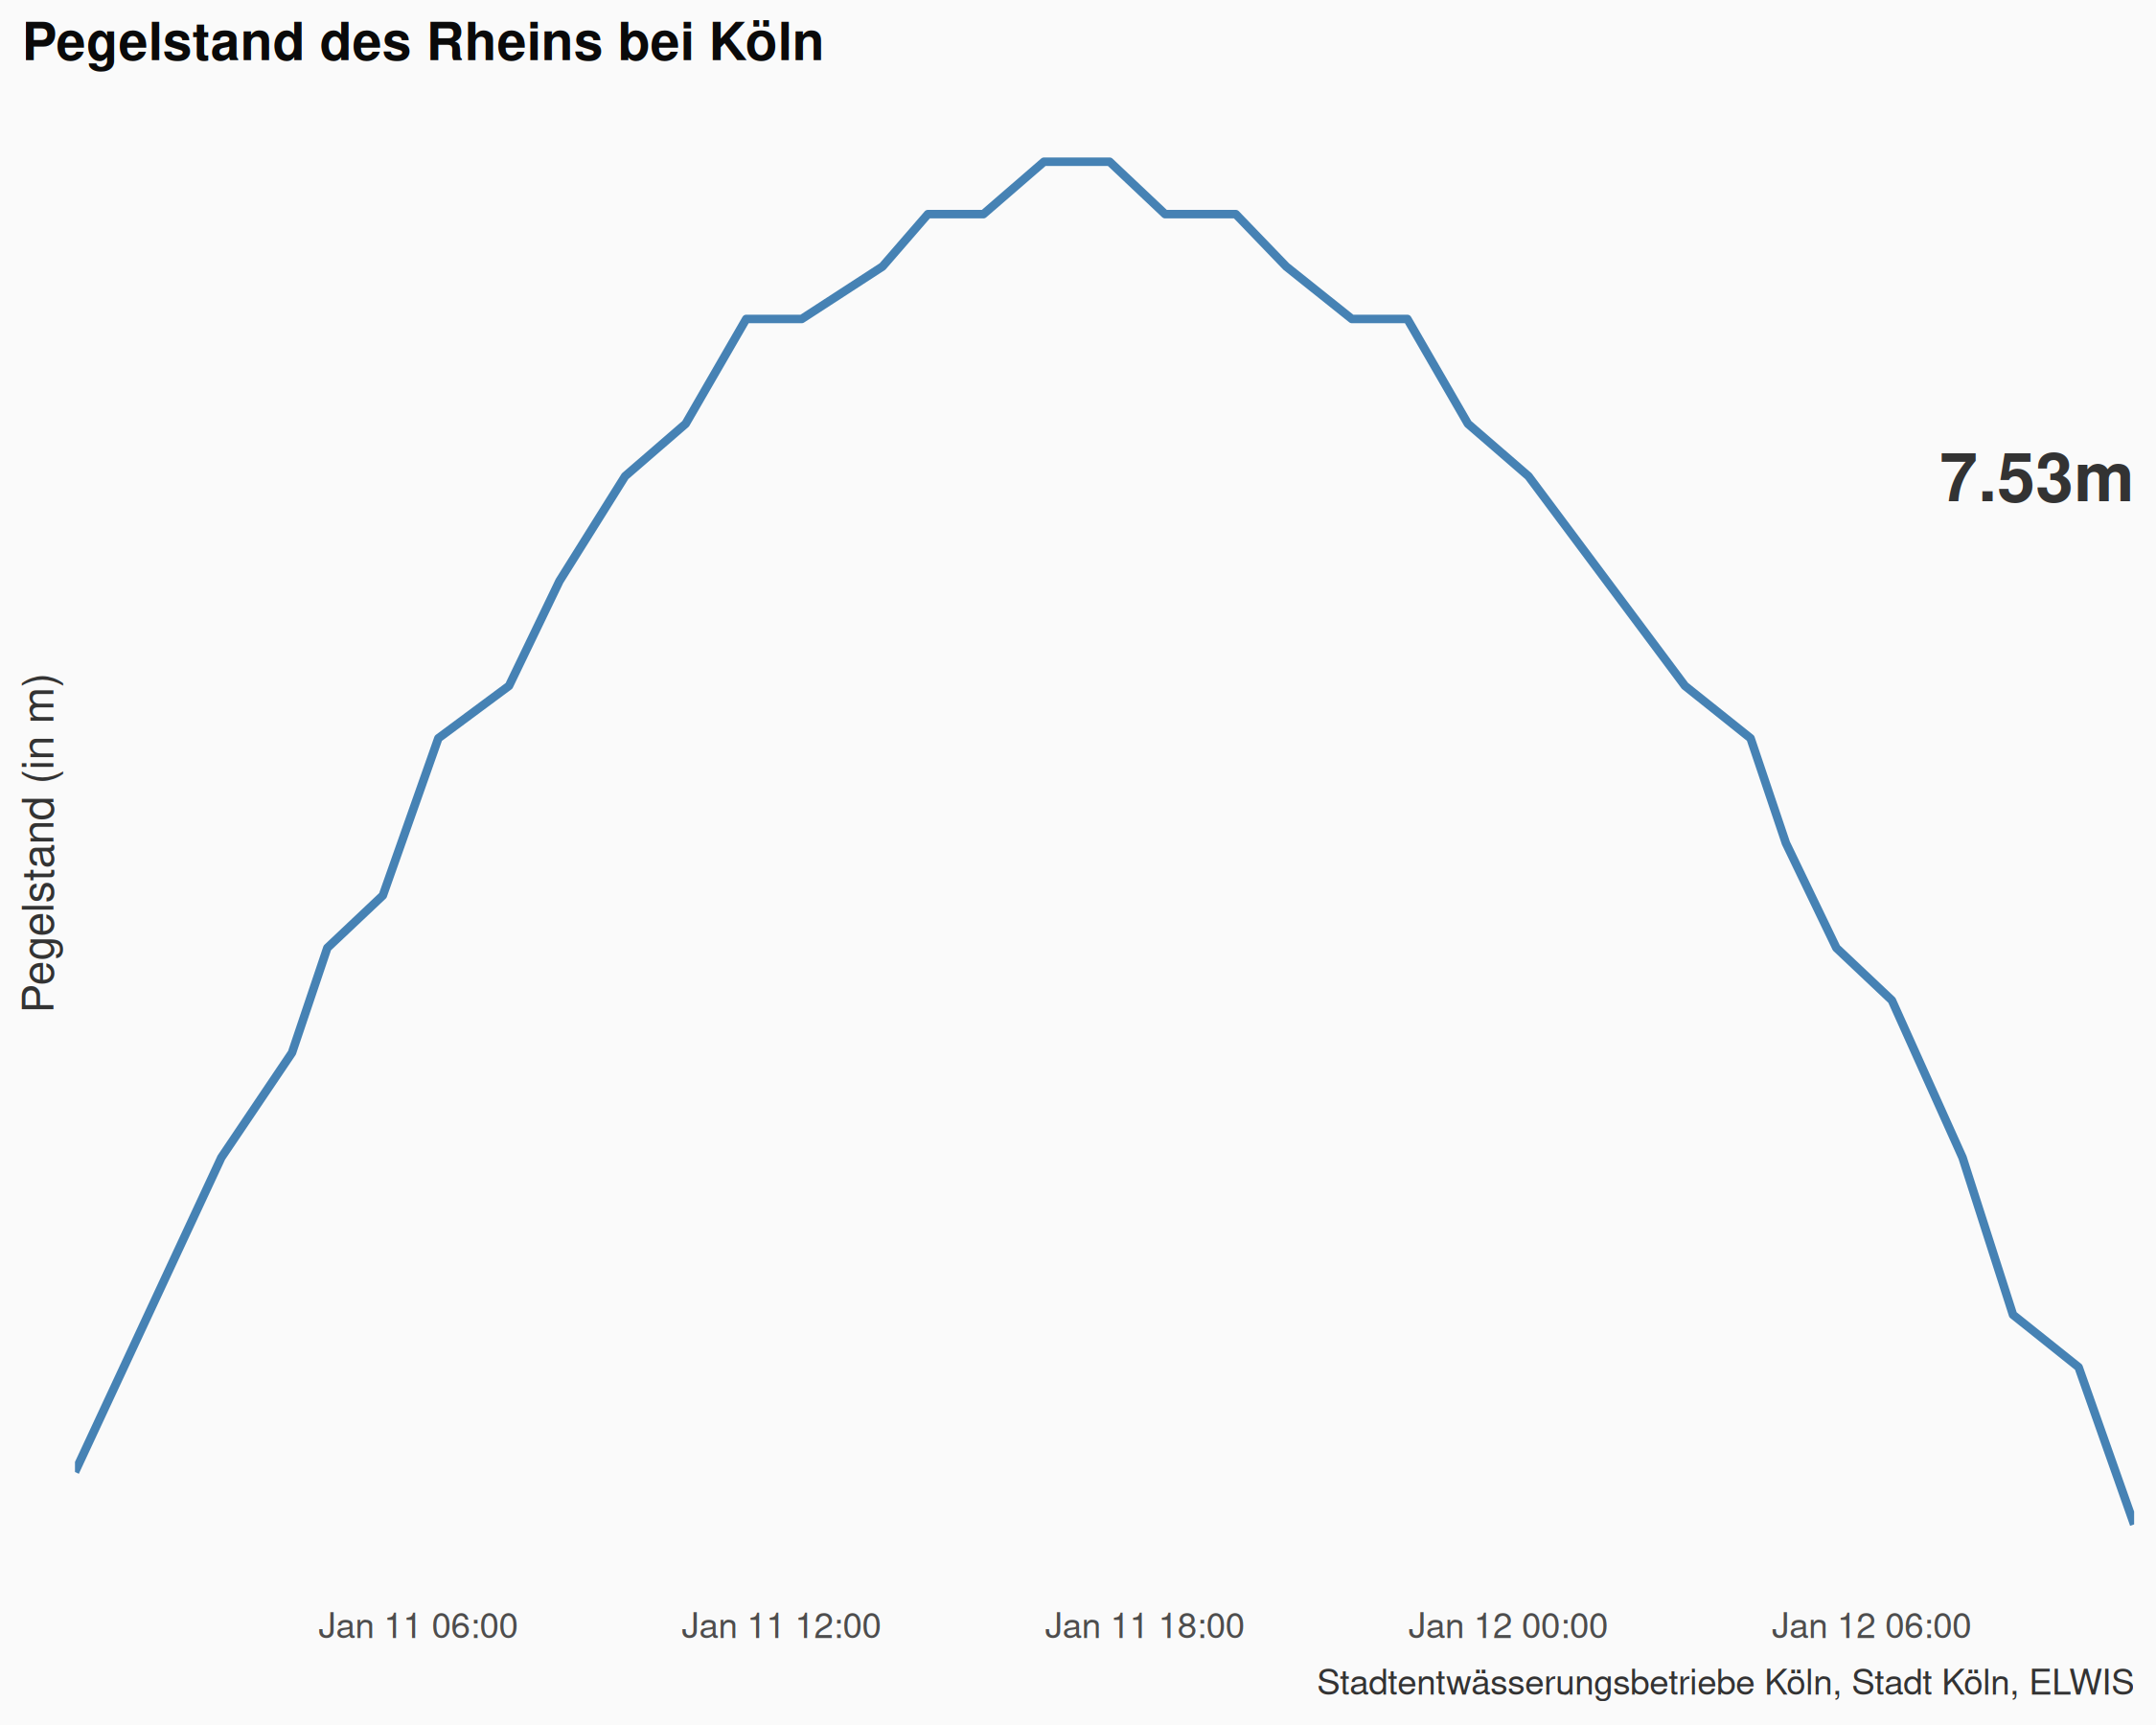 Pegelstand des Rheins bei Köln
7.53m
Pegelstand (in m)
Jan 11 06:00
Jan 11 12:00
Jan 11 18:00
Jan 12 00:00
Jan 12 06:00
Stadtentwässerungsbetriebe Köln, Stadt Köln, ELWIS